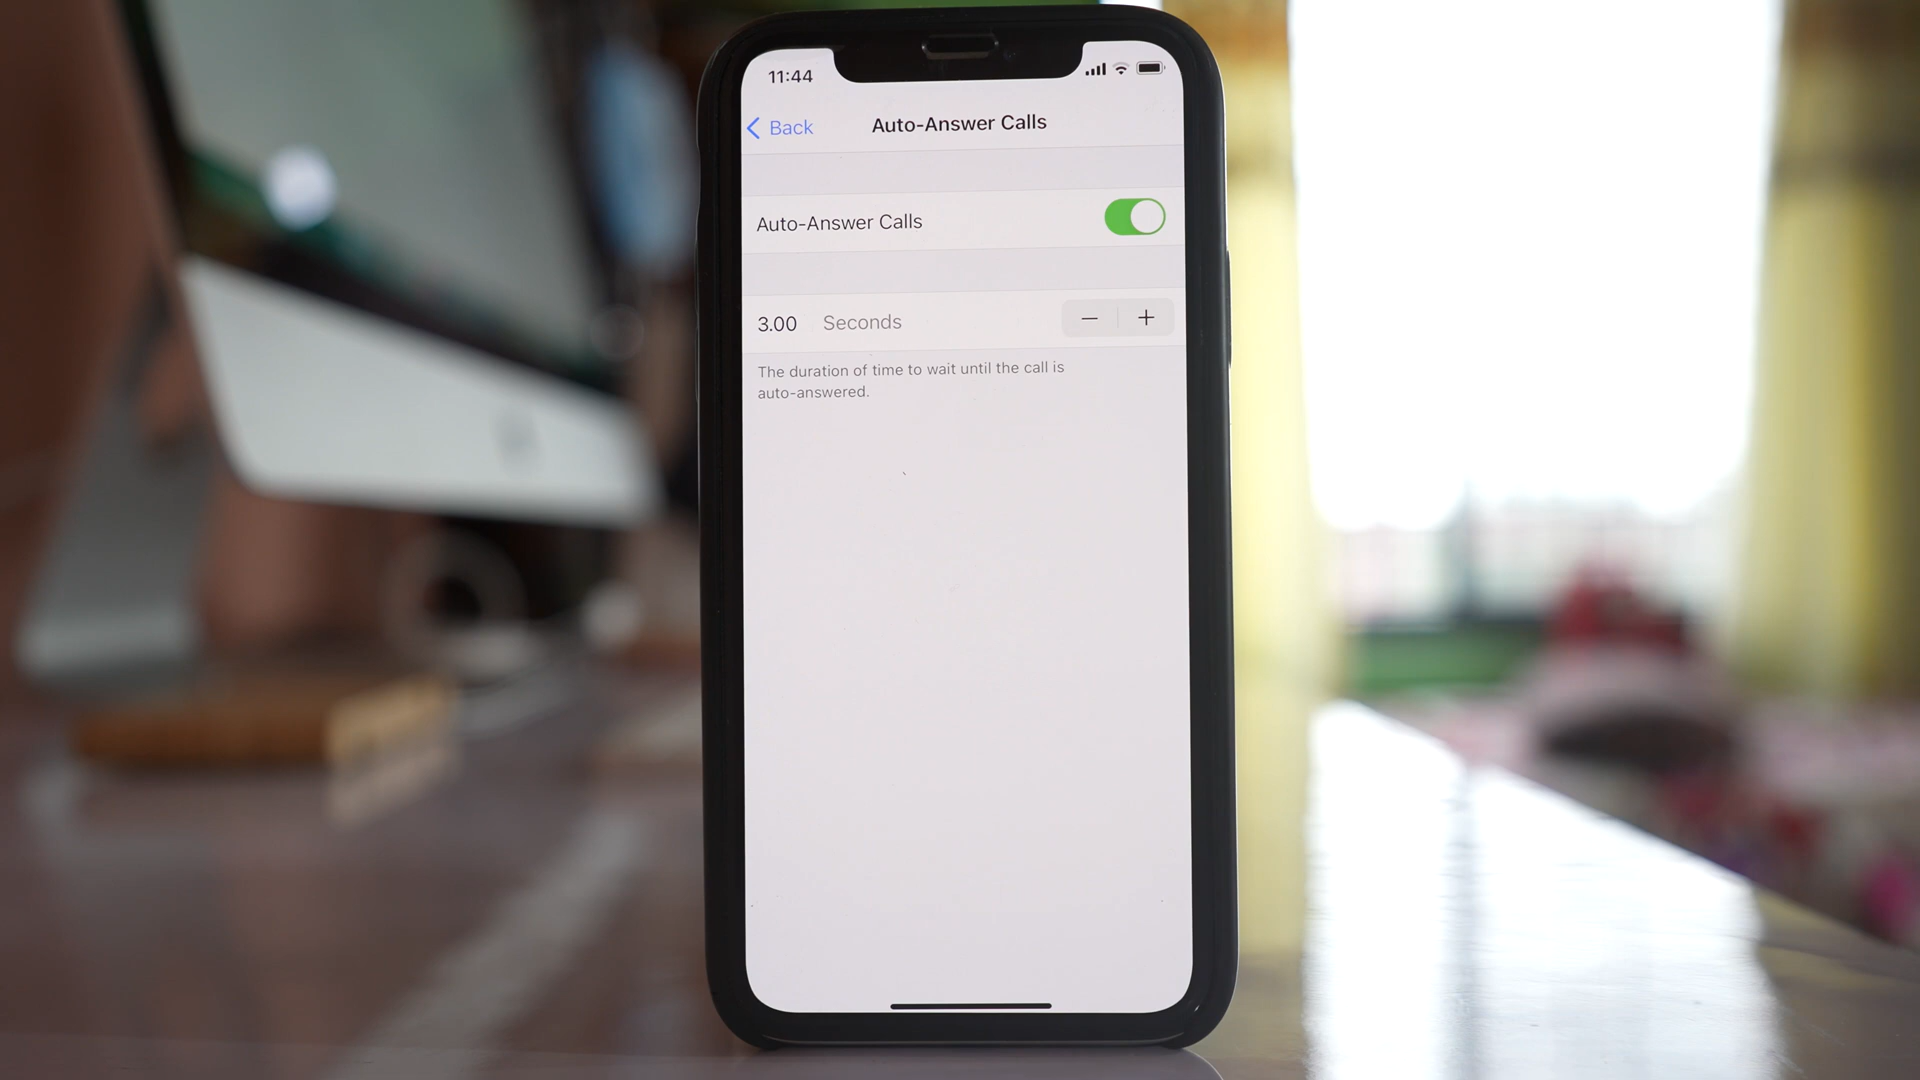 11:44
Back
Auto-Answer Calls
Auto-Answer Calls
3.00 Seconds
The duration of time to wait until the call is
auto-answered.